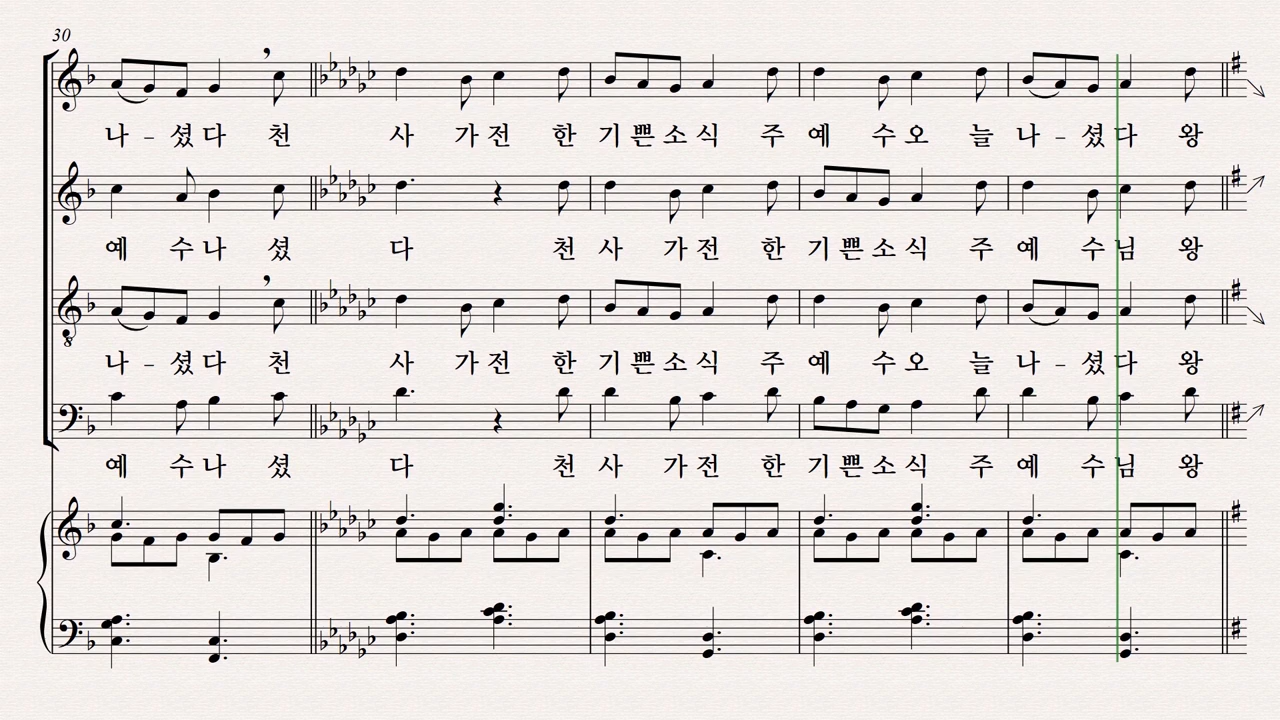 30
나 – 셨 다 천 사 가 전 한 기 쁜 소 식 주 예 수 오 늘 나 – 셨 다 왕
예 수 나 셨 다 천 사 가 전 한 기 쁜 소 식 주 예 수 님 왕
나 – 셨 다 천 사 가 전 한 기 쁜 소 식 주 예 수 오 늘 나 – 셨 다 왕
예 수 나 셨 다 천 사 가 전 한 기 쁜 소 식 주 예 수 님 왕